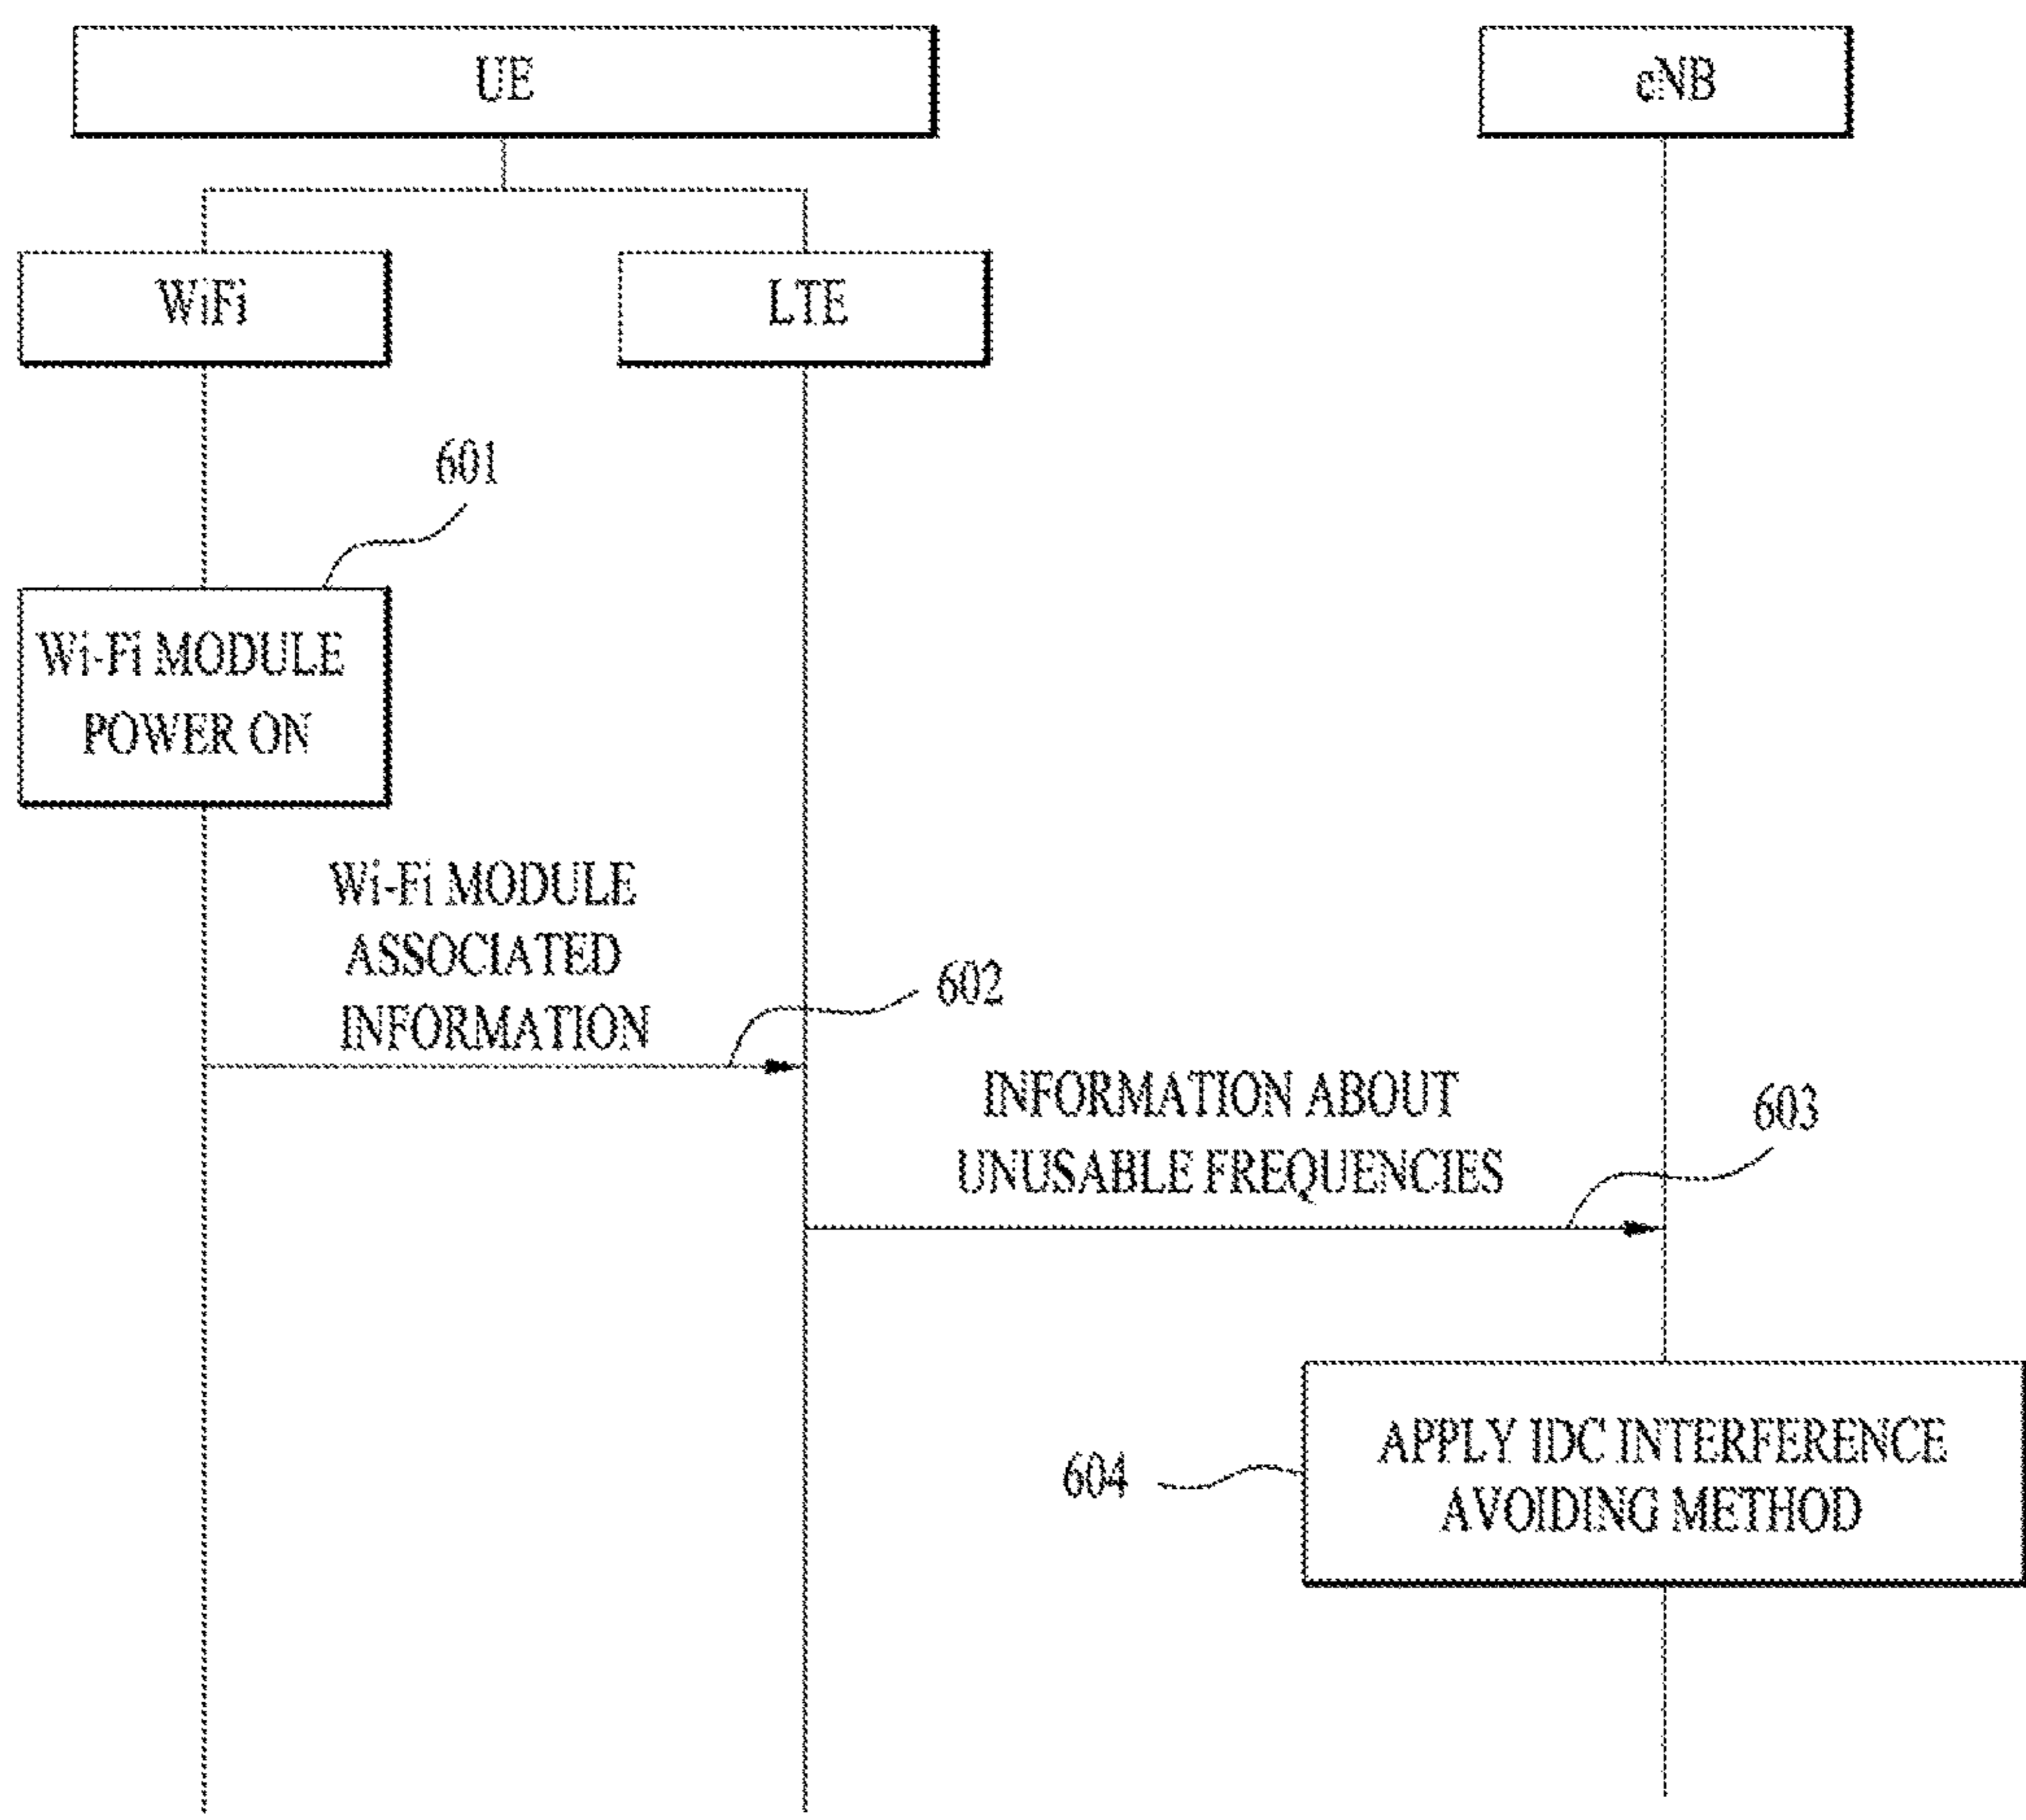 UE
eNB
WiFi
LTE
601
Wi-Fi MODULE
POWER ON
Wi-Fi MODULE
ASSOCIATED
INFORMATION
602
INFORMATION ABOUT
UNUSABLE FREQUENCIES
603
604
APPLY IDC INTERFERENCE
AVOIDING METHOD